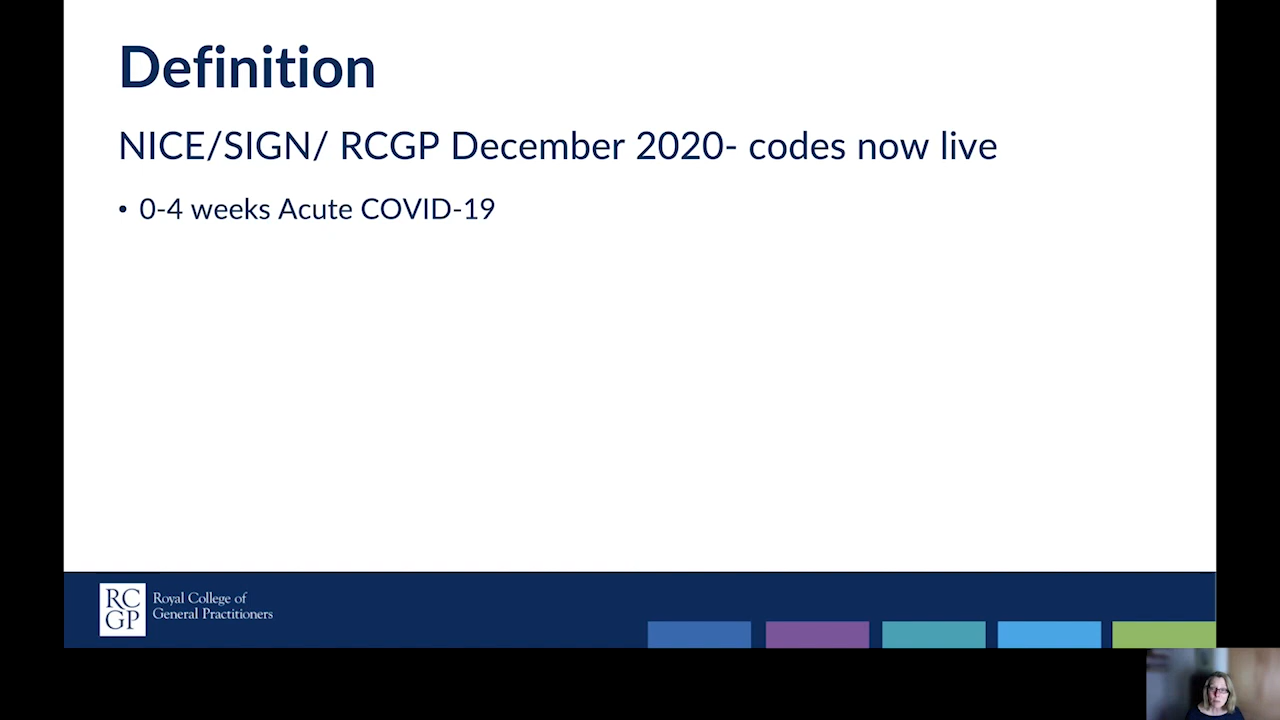 Definition
NICE/SIGN/ RCGP December 2020- codes now live
• 0-4 weeks Acute COVID-19
RC
GP
Royal College of
General Practitioners